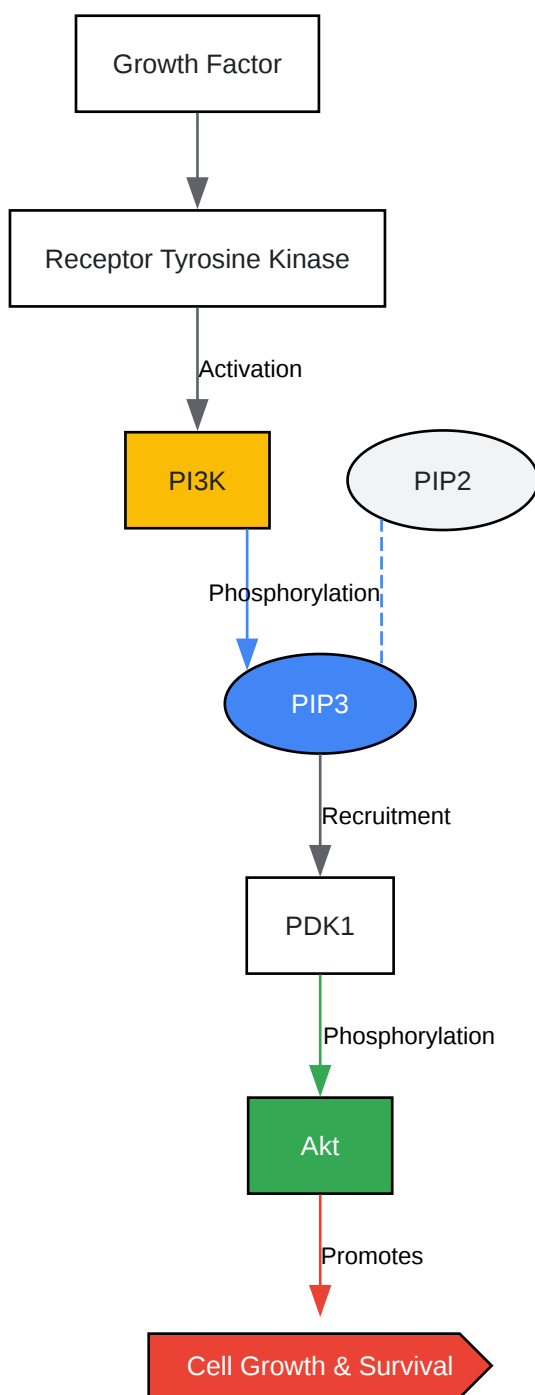 Growth Factor
Receptor Tyrosine Kinase
Activation
PI3K
PIP2
Phosphorylation
PIP3
Recruitment
PDK1
Phosphorylation
Akt
Promotes
Cell Growth & Survival